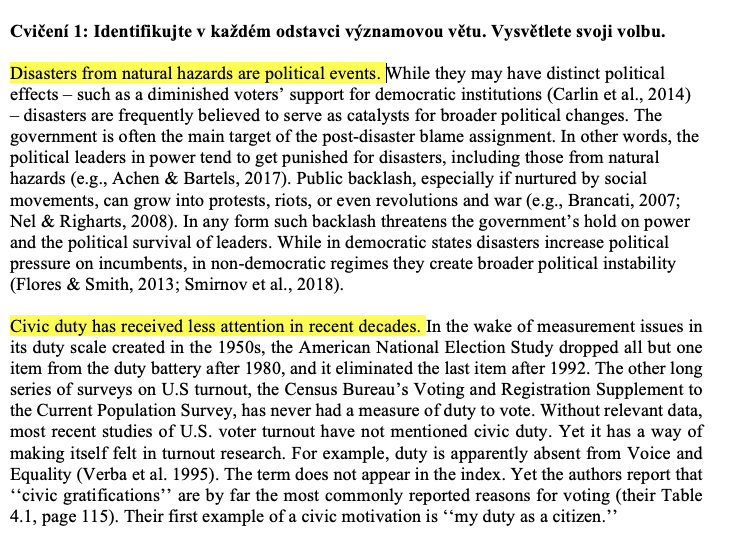 Cvičení 1: Identifikujte v každém odstavci významovou větu. Vysvětlete svoji volbu.
Disasters from natural hazards are political events. While they may have distinct political
effects – such as a diminished voters’ support for democratic institutions (Carlin et al., 2014)
– disasters are frequently believed to serve as catalysts for broader political changes. The
government is often the main target of the post-disaster blame assignment. In other words, the
political leaders in power tend to get punished for disasters, including those from natural
hazards (e.g., Achen & Bartels, 2017). Public backlash, especially if nurtured by social
movements, can grow into protests, riots, or even revolutions and war (e.g., Brancati, 2007;
Nel & Righarts, 2008). In any form such backlash threatens the government’s hold on power
and the political survival of leaders. While in democratic states disasters increase political
pressure on incumbents, in non-democratic regimes they create broader political instability
(Flores & Smith, 2013; Smirnov et al., 2018).
Civic duty has received less attention in recent decades. In the wake of measurement issues in
its duty scale created in the 1950s, the American National Election Study dropped all but one
item from the duty battery after 1980, and it eliminated the last item after 1992. The other long
series of surveys on U.S turnout, the Census Bureau’s Voting and Registration Supplement to
the Current Population Survey, has never had a measure of duty to vote. Without relevant data,
most recent studies of U.S. voter turnout have not mentioned civic duty. Yet it has a way of
making itself felt in turnout research. For example, duty is apparently absent from Voice and
Equality (Verba et al. 1995). The term does not appear in the index. Yet the authors report that
‘‘civic gratifications’’ are by far the most commonly reported reasons for voting (their Table
4.1, page 115). Their first example of a civic motivation is ‘‘my duty as a citizen.’’